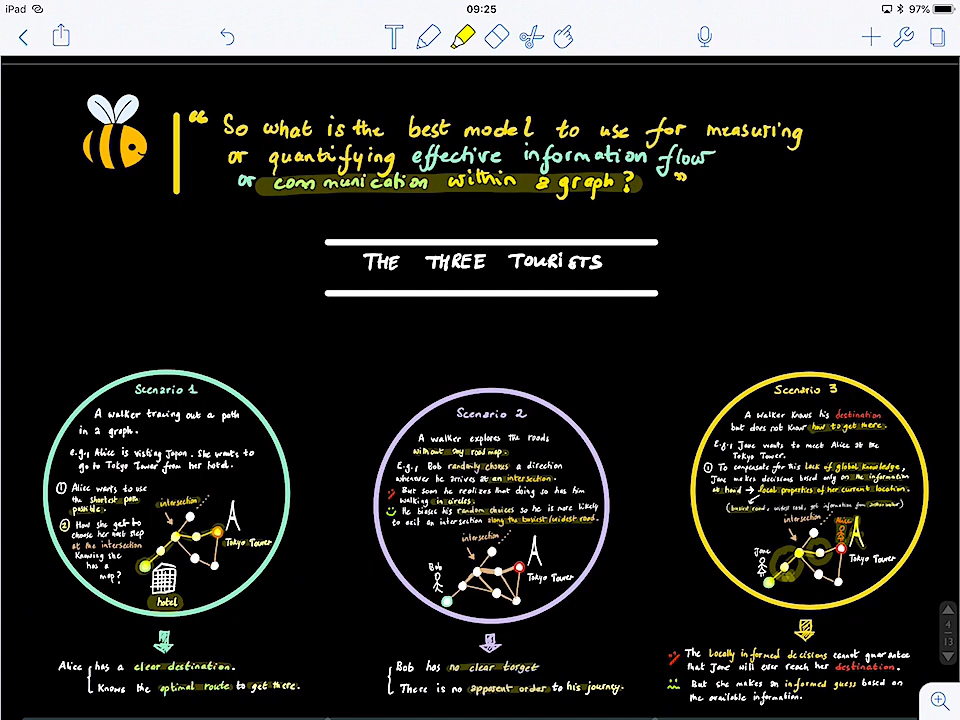 iPad
09:25
97%
T
“ So what is the best model to use for measuring
or quantifying effective information flow
or communication within a graph? ”
THE THREE TOURISTS
Scenario 1
A walker tracing out a path
in a graph.
e.g., Alice is visiting Japan. She wants to
go to Tokyo Tower from her hotel.
1 Alice wants to use
the shortest path
possible.
2 How she get to
choose her next step
at the intersection
Knowing she
has a
map?
intersection
Tokyo Tower
hotel
Alice has a clear destination.
Knows the optimal route to get there.
Scenario 2
A walker explores the roads
without any road map.
E.g., Bob randomly choses a direction
whenever he arrives at an intersection.
But soon he realizes that doing so has him
walking in circles.
He biases his random choices so he is more likely
to exit an intersection along the busiest/widest road.
intersection
Bob
Tokyo Tower
Bob has no clear target
There is no apparent order to his journey.
Scenario 3
A walker knows his destination
but does not know how to get there.
E.g., Jane wants to meet Alice at the
Tokyo Tower.
1 To compensate for this lack of global knowledge,
Jane makes decisions based only on the information
at hand → local properties of her current location.
(busiest road, widest road, get information from
intersection
Alice
Jane
Tokyo Tower
The locally informed decisions cannot guarantee
that Jane will ever reach her destination.
But she makes an informed guess based on
the available information.
4
13